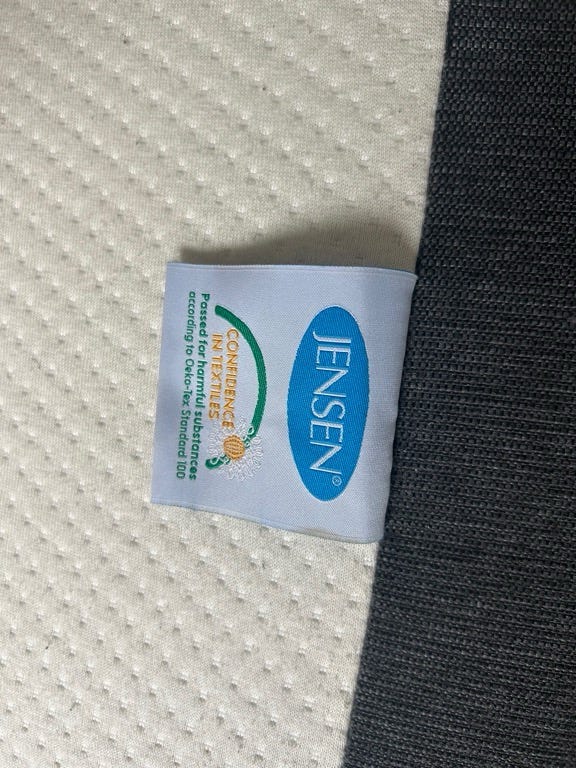 JENSEN®
CONFIDENCE
IN TEXTILES
Passed for harmful substances
according to Oeko-Tex Standard 100